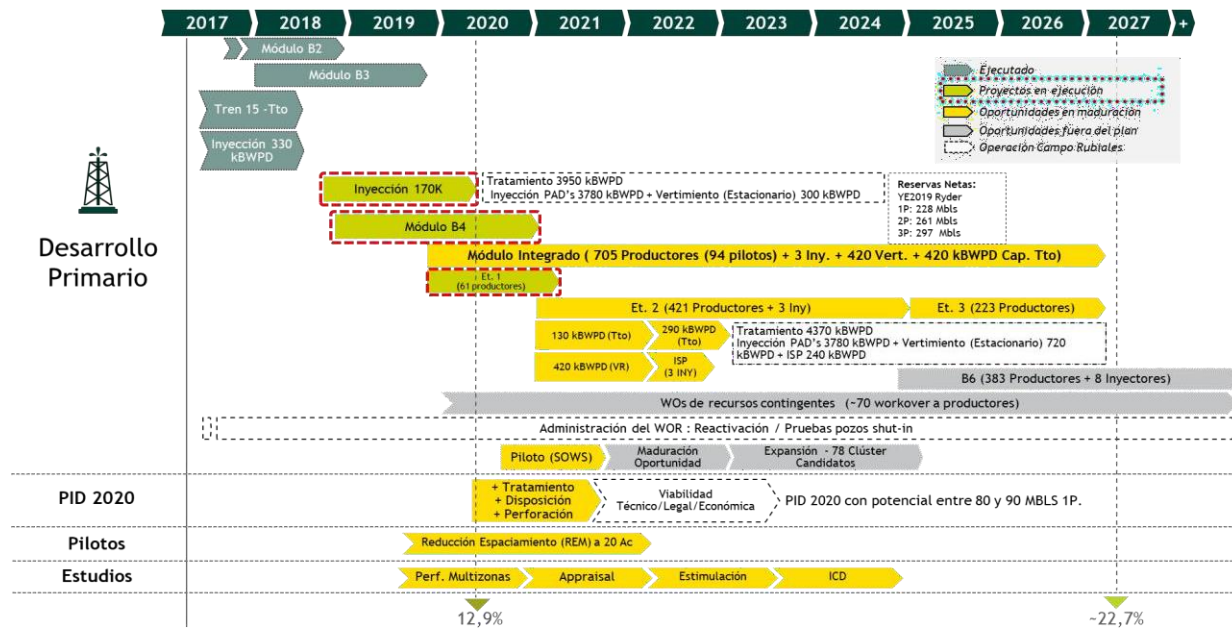 2017 2018 2019 2020 2021 2022 2023 2024 2025 2026 2027 +
Módulo B2
Módulo B3
Tren 15 -Tto
Inyección 330
kBWPD
Ejecutado
Proyectos en ejecución
Oportunidades en maduración
Oportunidades fuera del plan
Operación Campo Rubiales
Inyección 170K
Tratamiento 3950 kBWPD
Inyección PAD's 3780 kBWPD + Vertimiento (Estacionario) 300 kBWPD
Reservas Netas:
YE2019 Ryder
1P: 228 Mbls
2P: 261 Mbls
3P: 297 Mbls
Módulo B4
Desarrollo
Primario
Módulo Integrado ( 705 Productores (94 pilotos) + 3 Iny. + 420 Vert. + 420 kBWPD Cap. Tto)
Et. 1
(61 productores)
Et. 2 (421 Productores + 3 Iny)
Et. 3 (223 Productores)
130 kBWPD (Tto)
290 kBWPD
(Tto)
Tratamiento 4370 kBWPD
Inyección PAD's 3780 kBWPD + Vertimiento (Estacionario) 720
kBWPD + ISP 240 kBWPD
420 kBWPD (VR)
ISP
(3 INY)
B6 (383 Productores + 8 Inyectores)
WOs de recursos contingentes (~70 workover a productores)
Administración del WOR : Reactivación / Pruebas pozos shut-in
Piloto (SOWS)
Maduración
Oportunidad
Expansión - 78 Clúster
Candidatos
PID 2020
+ Tratamiento
+ Disposición
+ Perforación
Viabilidad
Técnico/Legal/Económica
PID 2020 con potencial entre 80 y 90 MBLS 1P.
Pilotos
Reducción Espaciamiento (REM) a 20 Ac
Estudios
Perf. Multizonas
Appraisal
Estimulación
ICD
12,9%
~22,7%